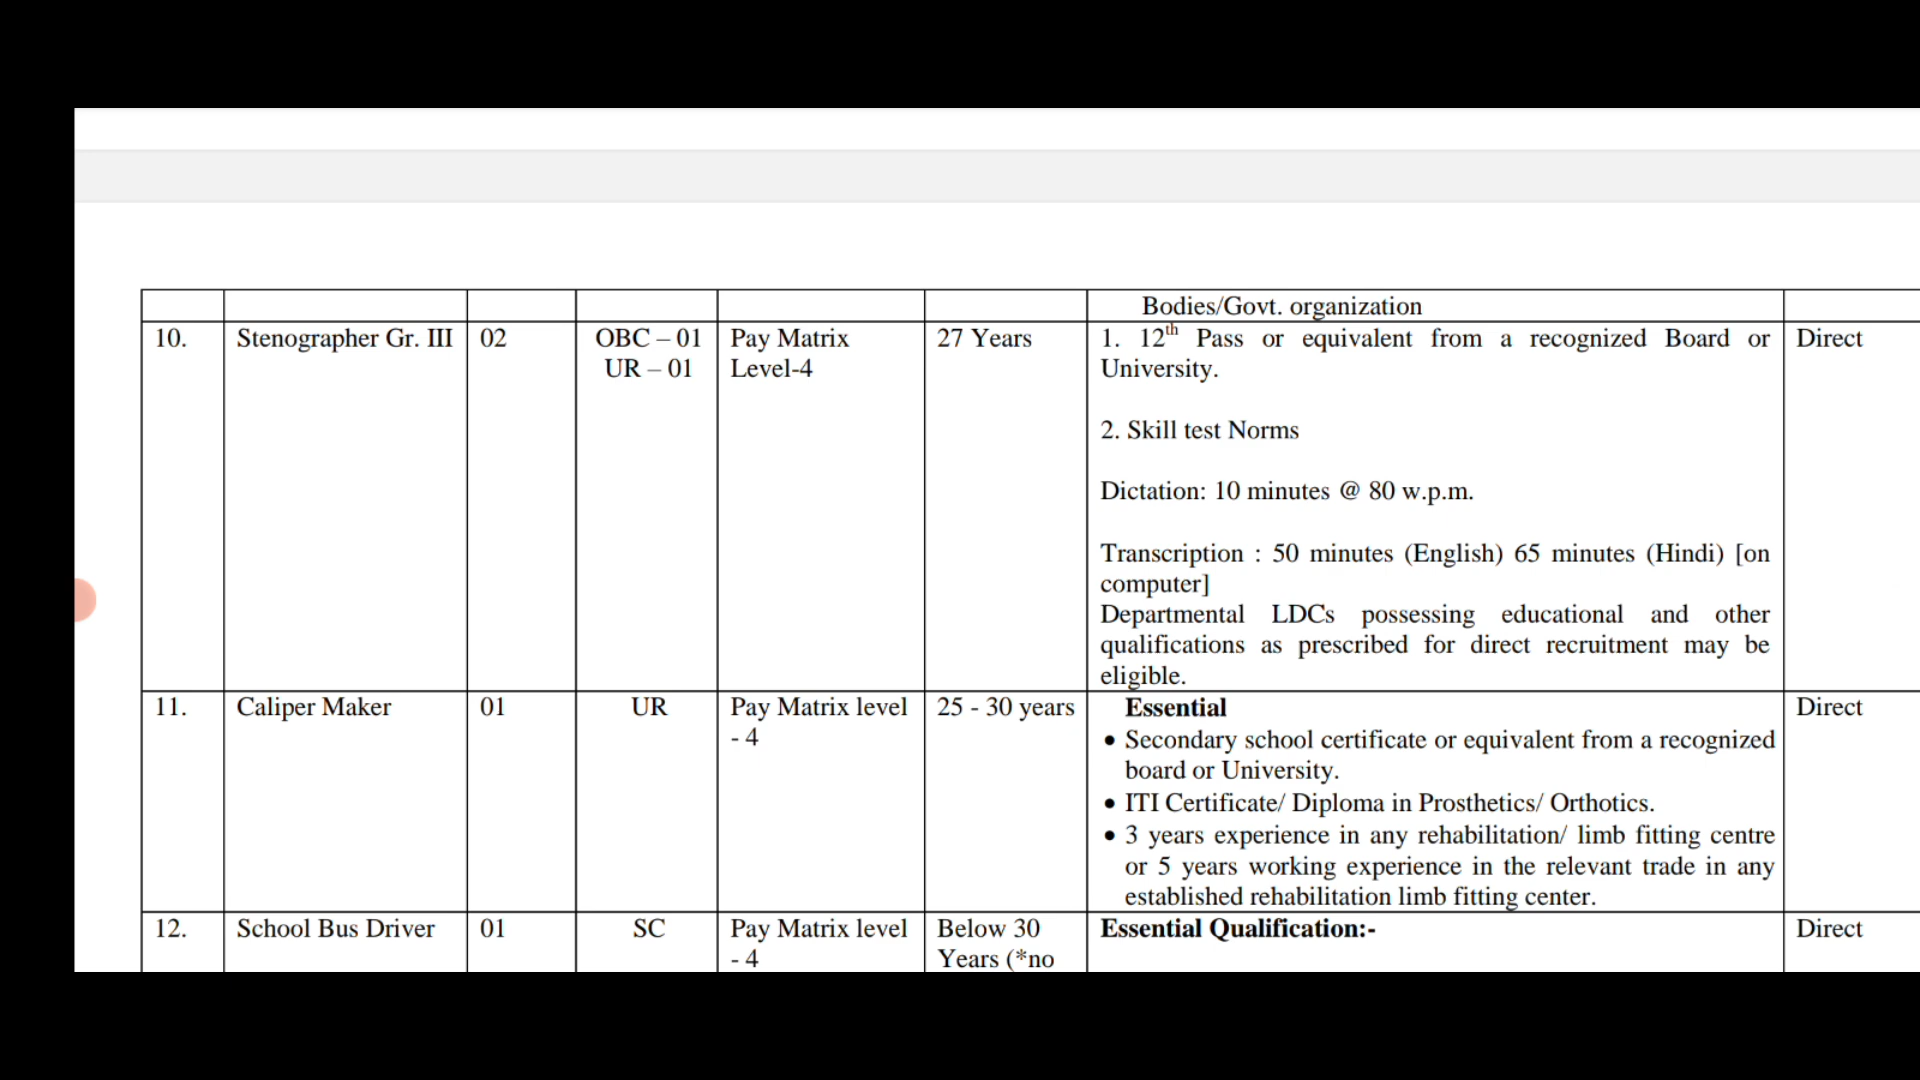 Bodies/Govt. organization
10. Stenographer Gr. III 02 OBC – 01 Pay Matrix 27 Years 1. 12th Pass or equivalent from a recognized Board or Direct
UR – 01 Level-4 University.
2. Skill test Norms
Dictation: 10 minutes @ 80 w.p.m.
Transcription : 50 minutes (English) 65 minutes (Hindi) [on
computer]
Departmental LDCs possessing educational and other
qualifications as prescribed for direct recruitment may be
eligible.
11. Caliper Maker 01 UR Pay Matrix level 25 - 30 years Essential Direct
- 4 • Secondary school certificate or equivalent from a recognized
board or University.
• ITI Certificate/ Diploma in Prosthetics/ Orthotics.
• 3 years experience in any rehabilitation/ limb fitting centre
or 5 years working experience in the relevant trade in any
established rehabilitation limb fitting center.
12. School Bus Driver 01 SC Pay Matrix level Below 30 Essential Qualification:- Direct
- 4 Years (*no